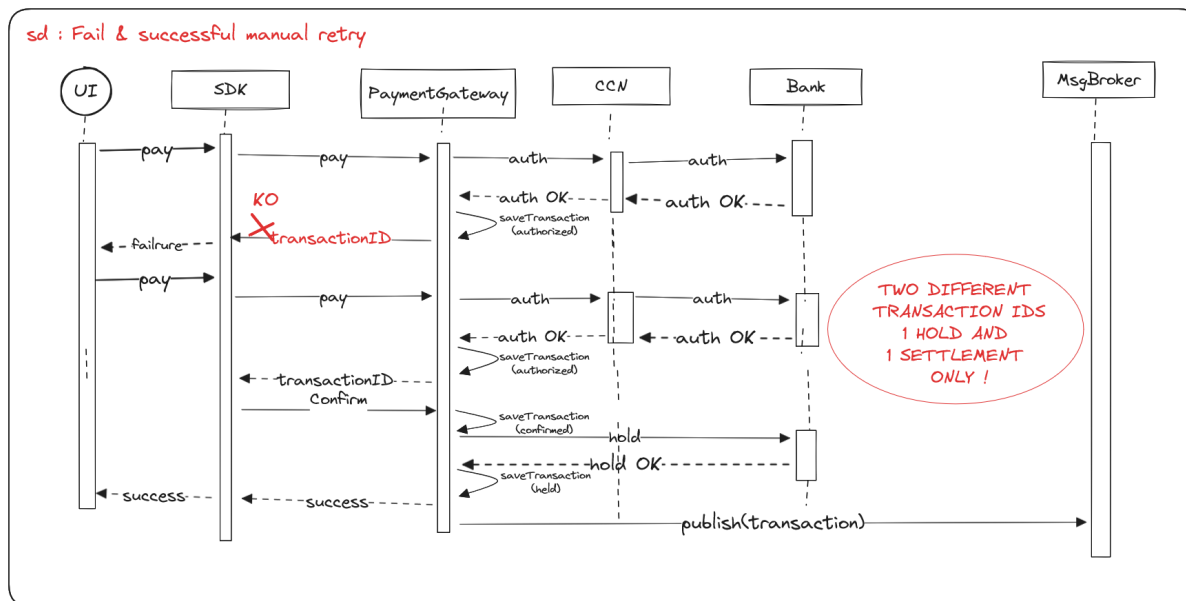 sd : Fail & successful manual retry
UI
SDK
PaymentGateway
CCN
Bank
MsgBroker
pay
pay
auth
auth
auth OK
auth OK
KO
saveTransaction
(authorized)
transactionID
failrure
pay
pay
auth
auth
auth OK
auth OK
saveTransaction
(authorized)
transactionID
Confirm
saveTransaction
(confirmed)
hold
hold OK
saveTransaction
(held)
success
success
publish(transaction)
TWO DIFFERENT
TRANSACTION IDS
1 HOLD AND
1 SETTLEMENT
ONLY !